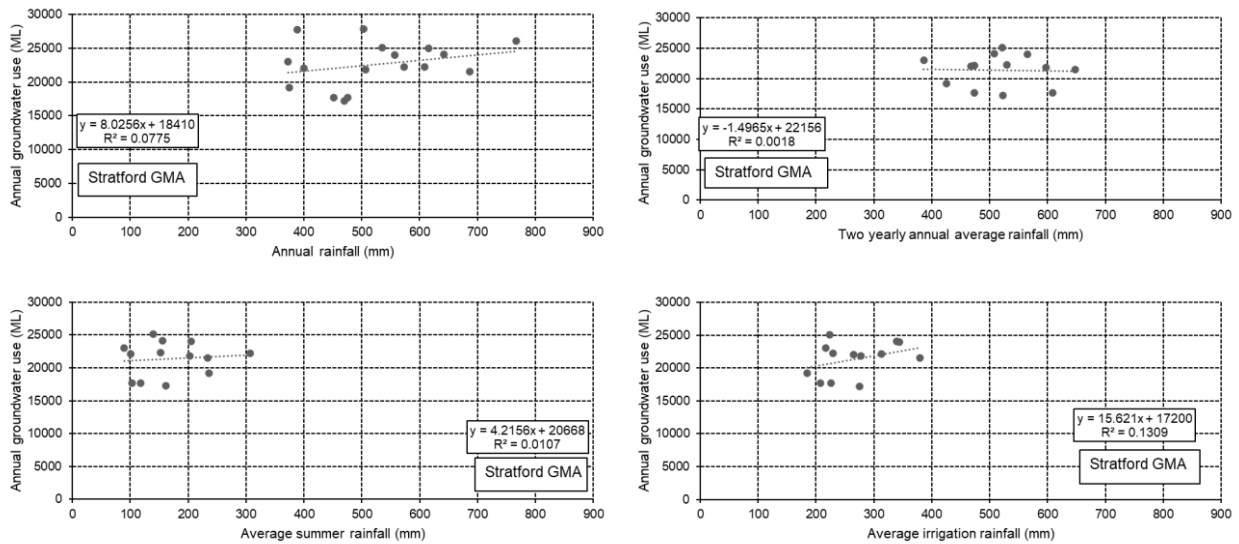 Annual groundwater use (ML)
30000
25000
20000
15000
10000
5000
0
y = 8.0256x + 18410
R² = 0.0775
Stratford GMA
0 100 200 300 400 500 600 700 800 900
Annual rainfall (mm)
Annual groundwater use (ML)
30000
25000
20000
15000
10000
5000
0
y = -1.4965x + 22156
R² = 0.0018
Stratford GMA
0 100 200 300 400 500 600 700 800 900
Two yearly annual average rainfall (mm)
Annual groundwater use (ML)
30000
25000
20000
15000
10000
5000
0
y = 4.2156x + 20668
R² = 0.0107
Stratford GMA
0 100 200 300 400 500 600 700 800 900
Average summer rainfall (mm)
Annual groundwater use (ML)
30000
25000
20000
15000
10000
5000
0
y = 15.621x + 17200
R² = 0.1309
Stratford GMA
0 100 200 300 400 500 600 700 800 900
Average irrigation rainfall (mm)